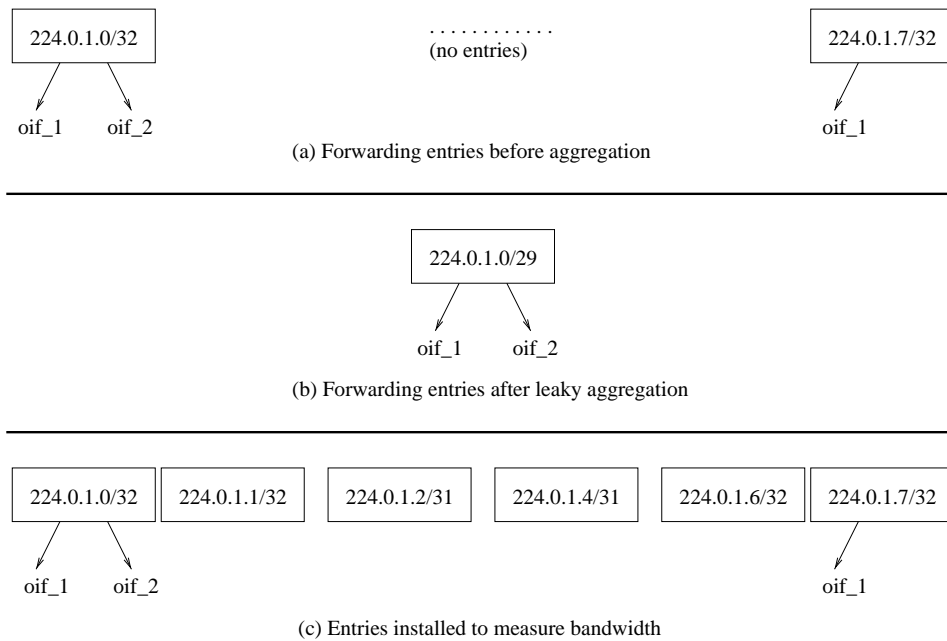 224.0.1.0/32
. . . . . . . . . . . .
(no entries)
224.0.1.7/32
oif_1
oif_2
oif_1
(a) Forwarding entries before aggregation
224.0.1.0/29
oif_1
oif_2
(b) Forwarding entries after leaky aggregation
224.0.1.0/32
224.0.1.1/32
224.0.1.2/31
224.0.1.4/31
224.0.1.6/32
224.0.1.7/32
oif_1
oif_2
oif_1
(c) Entries installed to measure bandwidth